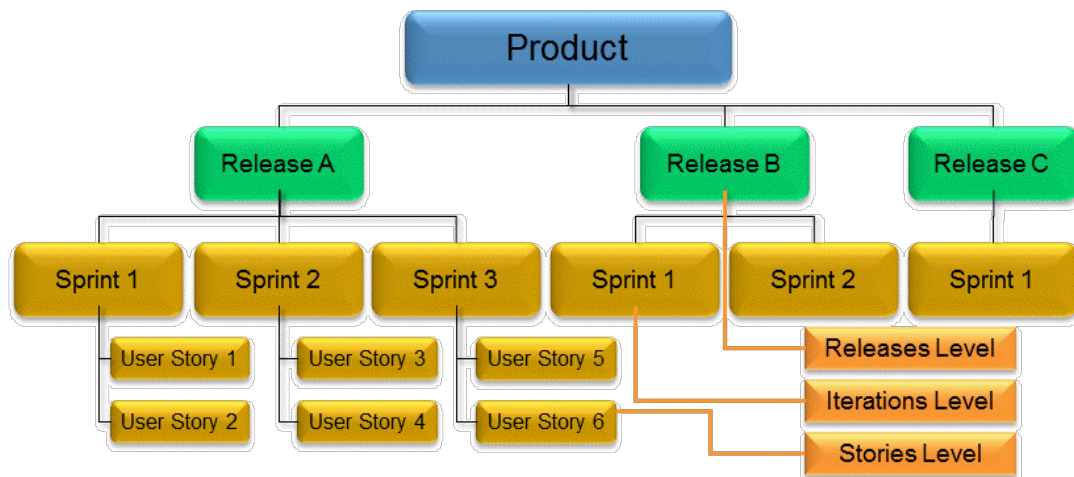 Product
Release A
Release B
Release C
Sprint 1
Sprint 2
Sprint 3
Sprint 1
Sprint 2
Sprint 1
User Story 1
User Story 3
User Story 5
Releases Level
User Story 2
User Story 4
User Story 6
Iterations Level
Stories Level